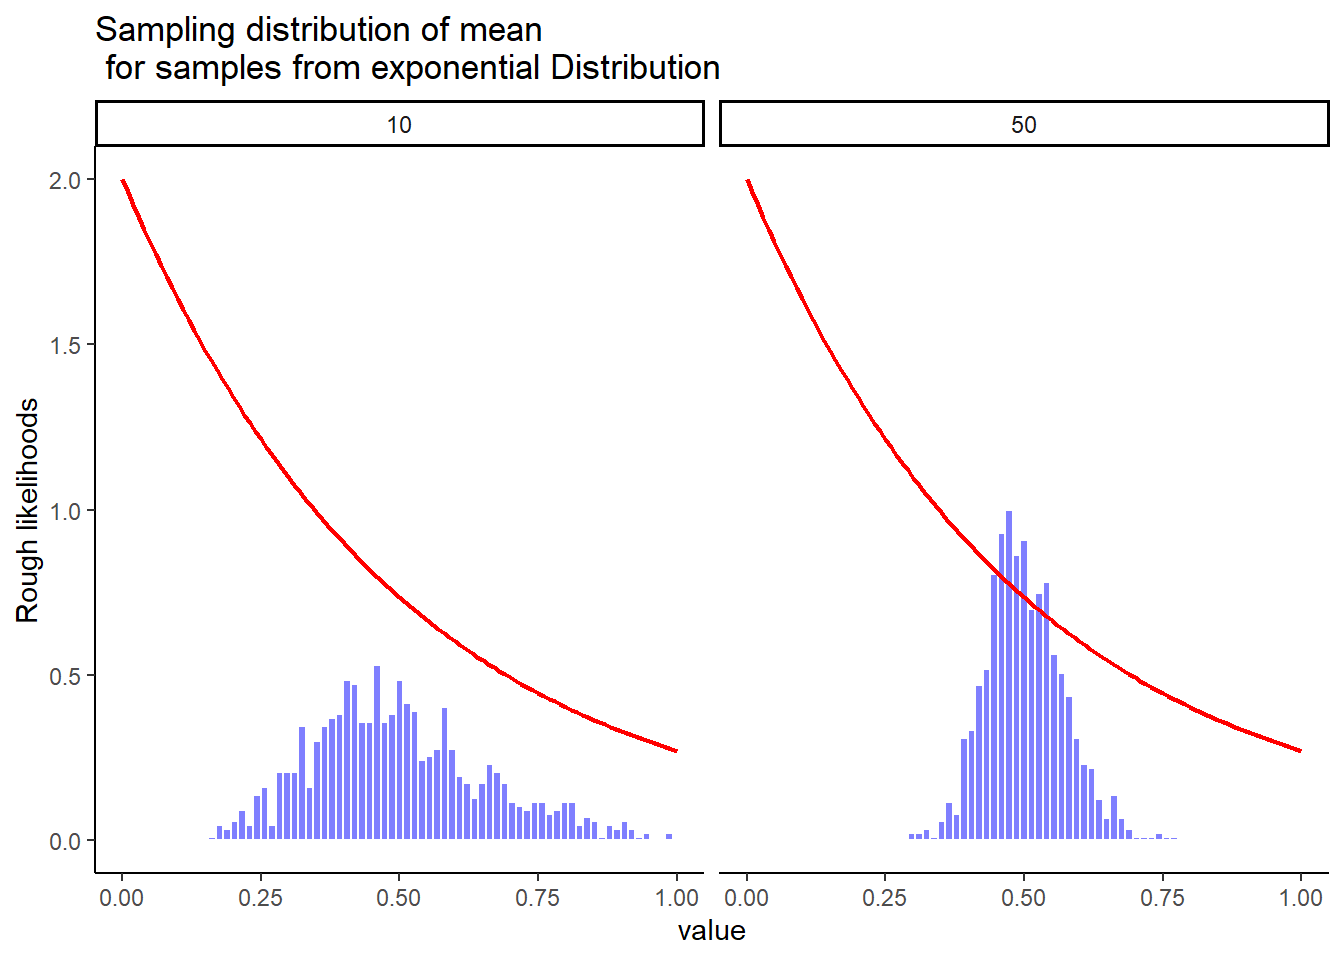 Sampling distribution of mean
for samples from exponential Distribution
10
50
Rough likelihoods
2.0
1.5
1.0
0.5
0.0
0.00 0.25 0.50 0.75 1.00
0.00 0.25 0.50 0.75 1.00
value